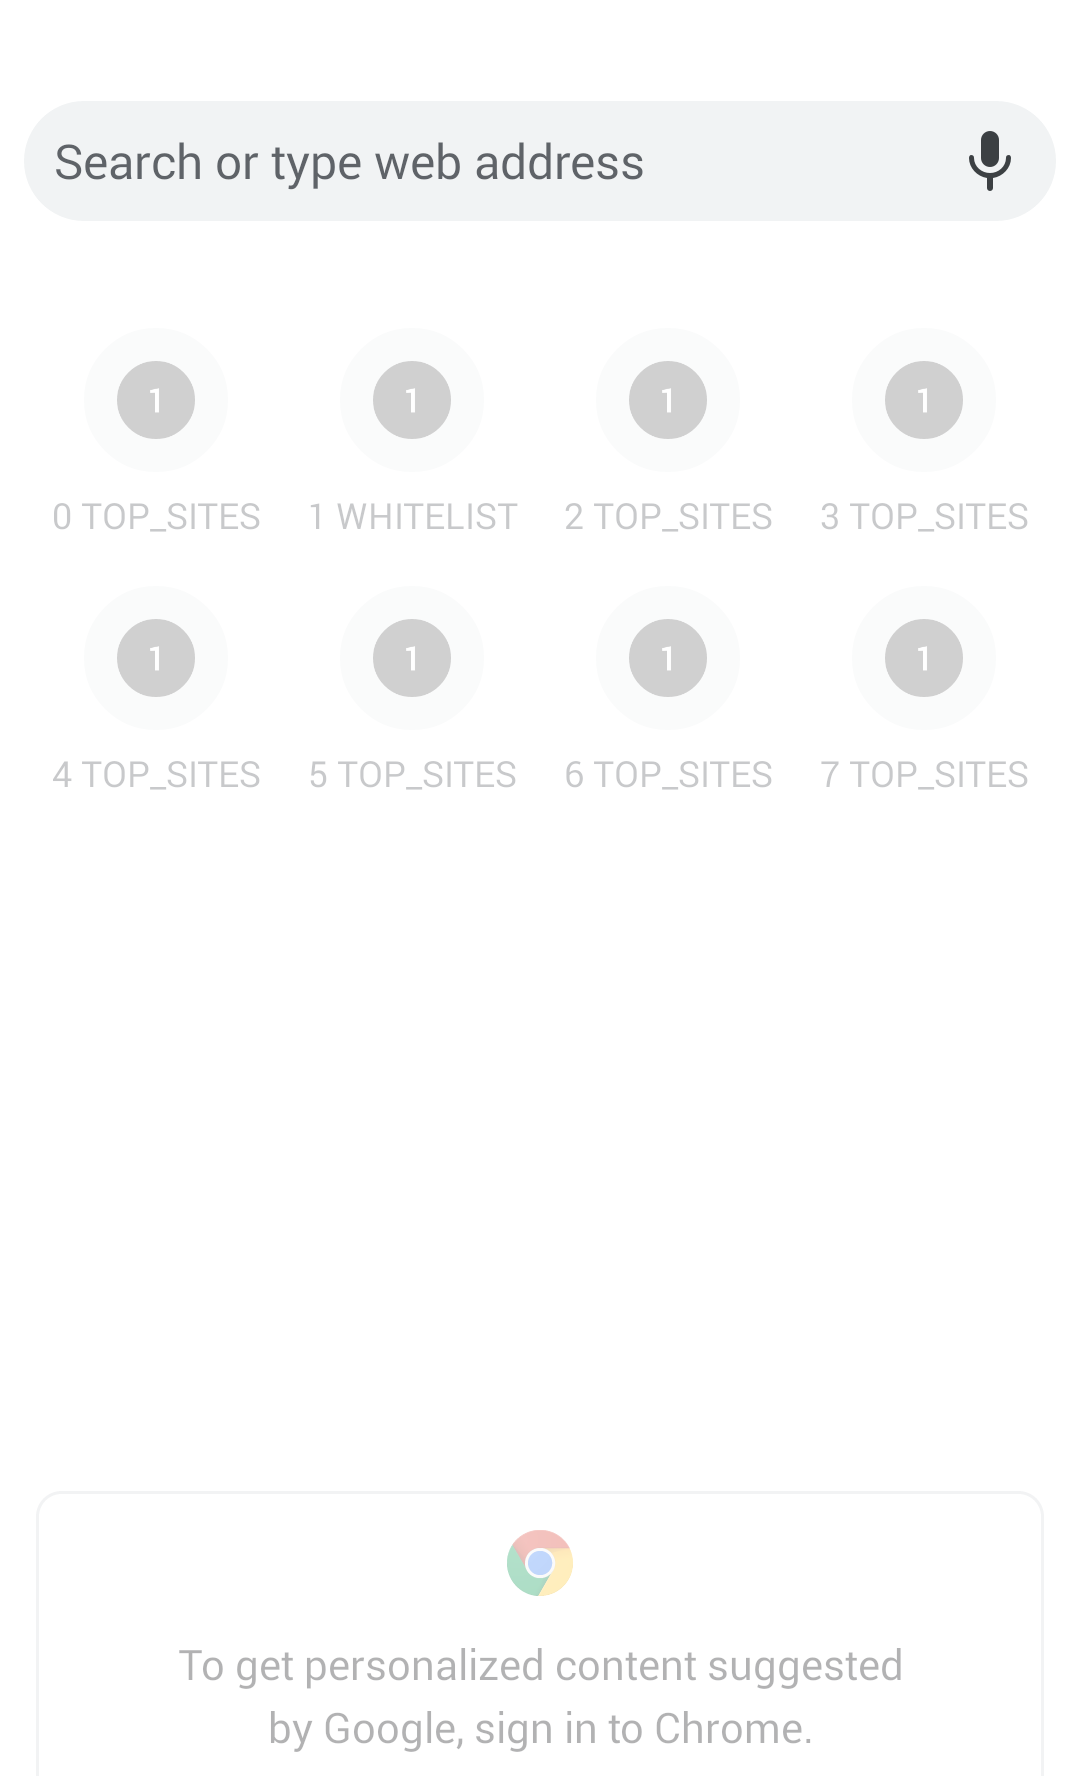 Search or type web address
1 1 1 1
0 TOP_SITES 1 WHITELIST 2 TOP_SITES 3 TOP_SITES
1 1 1 1
4 TOP_SITES 5 TOP_SITES 6 TOP_SITES 7 TOP_SITES
To get personalized content suggested
by Google, sign in to Chrome.